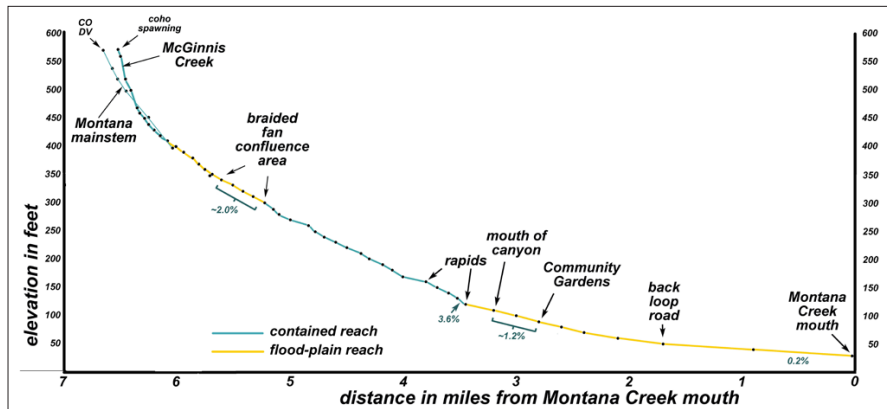 CO
DV
coho
spawning
McGinnis
Creek
Montana
mainstem
braided
fan
confluence
area
~2.0%
rapids
mouth of
canyon
Community
Gardens
back
loop
road
Montana
Creek
mouth
3.6%
~1.2%
0.2%
contained reach
flood-plain reach
elevation in feet
600
550
500
450
400
350
300
250
200
150
100
50
600
550
500
450
400
350
300
250
200
150
100
50
7
6
5
4
3
2
1
0
distance in miles from Montana Creek mouth